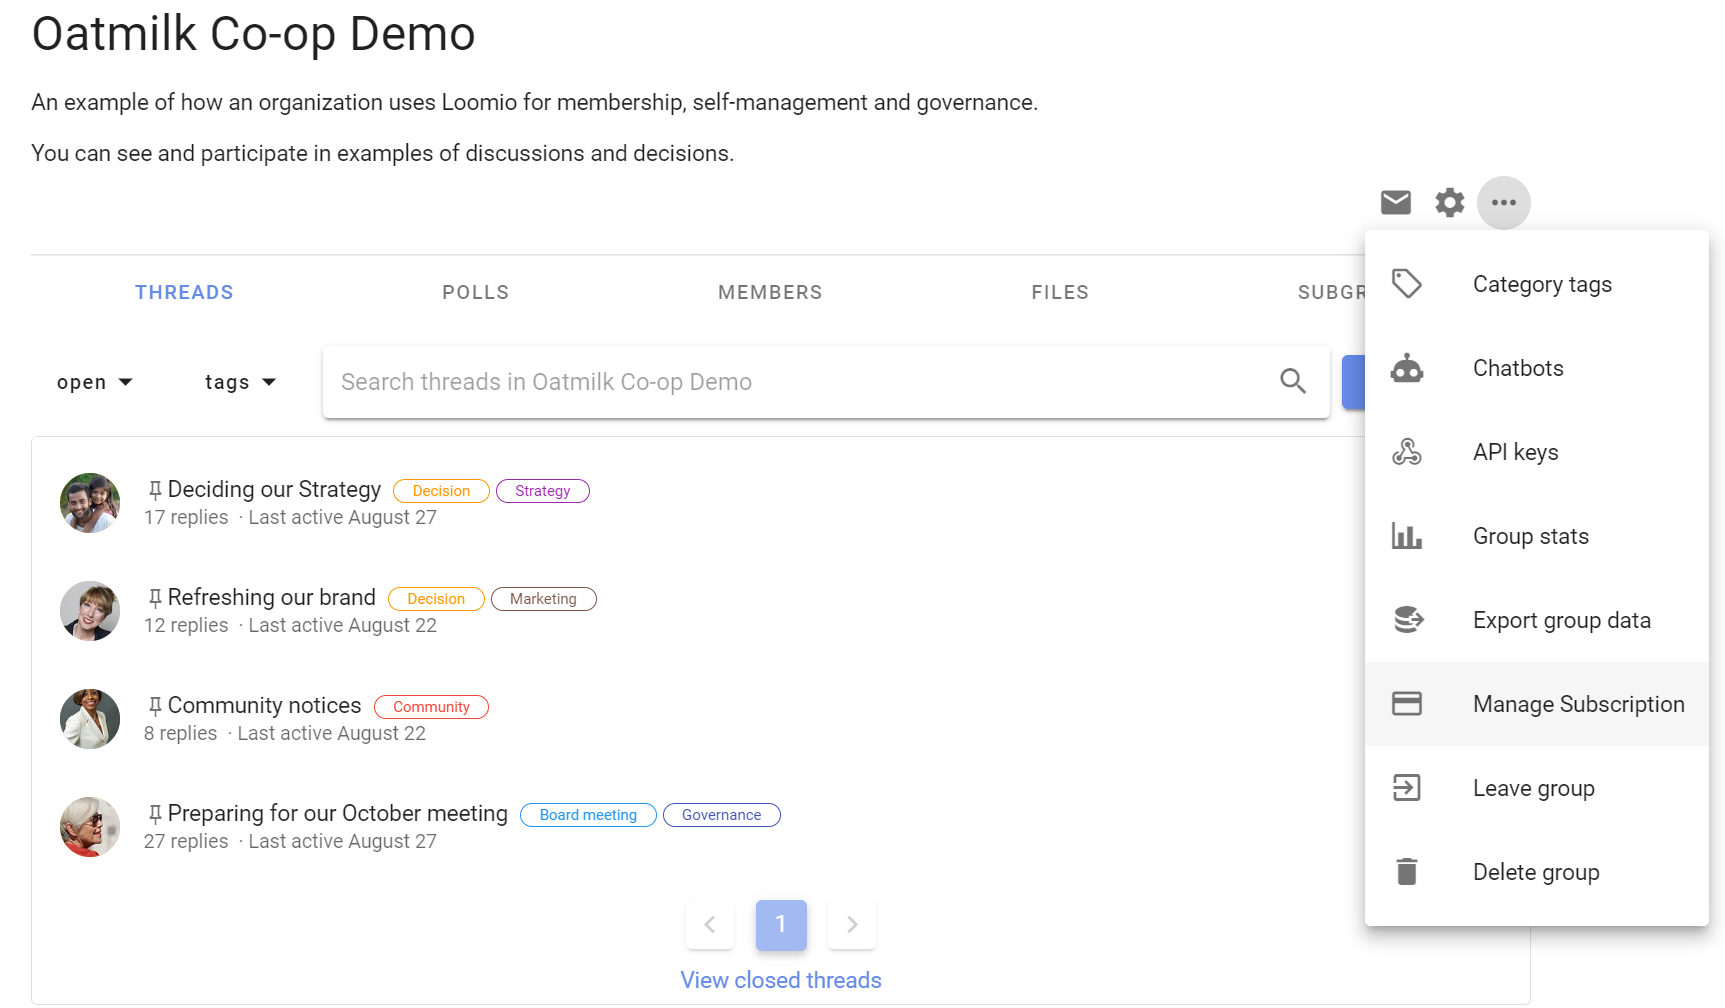 Oatmilk Co-op Demo
An example of how an organization uses Loomio for membership, self-management and governance.
You can see and participate in examples of discussions and decisions.
THREADS POLLS MEMBERS FILES SUBGR
open tags Search threads in Oatmilk Co-op Demo
Deciding our Strategy Decision Strategy
17 replies · Last active August 27
Refreshing our brand Decision Marketing
12 replies · Last active August 22
Community notices Community
8 replies · Last active August 22
Preparing for our October meeting Board meeting Governance
27 replies · Last active August 27
1
View closed threads
Category tags
Chatbots
API keys
Group stats
Export group data
Manage Subscription
Leave group
Delete group